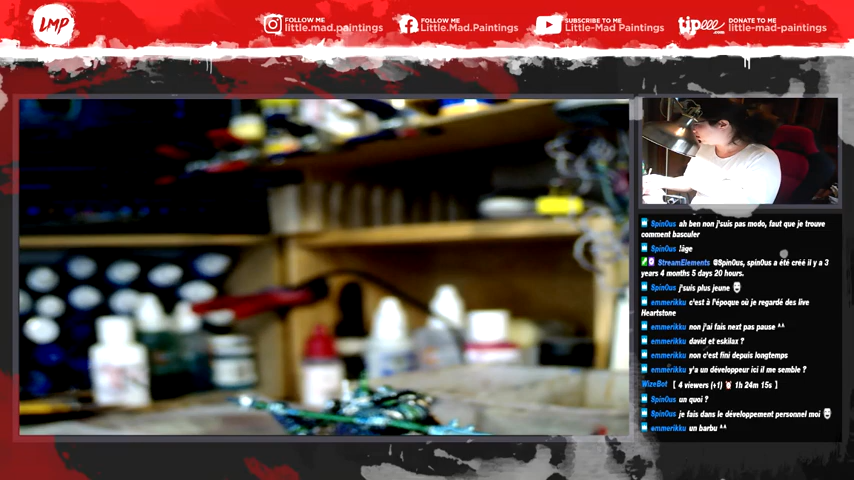 LMP
FOLLOW ME
little.mad.paintings
FOLLOW ME
Little.Mad.Paintings
SUBSCRIBE TO ME
Little-Mad Paintings
tipeee.com
DONATE TO ME
little-mad-paintings
Spin0us ah ben non j'suis pas modo, faut que je trouve
comment basculer
Spin0us !âge
StreamElements @Spin0us, spin0us a été créé il y a 3
years 4 months 5 days 20 hours.
Spin0us j'suis plus jeune
emmerikku c'est à l'époque où je regardé des live
Hearstone
emmerikku non j'ai fais next pas pause ^^
emmerikku david et eskilax ?
emmerikku non c'est fini depuis longtemps
emmerikku y'a un développeur ici il me semble ?
WizeBot [ 4 viewers (+1) 1h 24m 15s ]
Spin0us un quoi ?
Spin0us je fais dans le développement personnel moi
emmerikku un barbu ^^